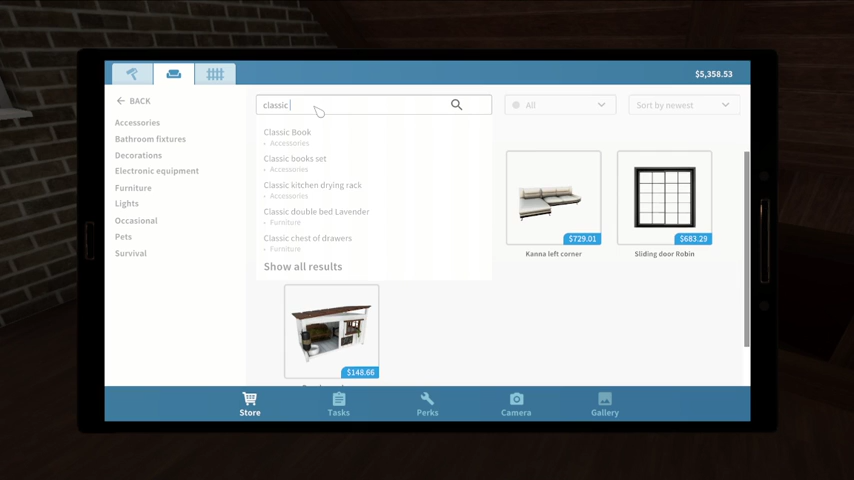 $5,358.53
BACK
classic
All
Sort by newest
Accessories
Bathroom fixtures
Decorations
Electronic equipment
Furniture
Lights
Occasional
Pets
Survival
Classic Book
• Accessories
Classic books set
• Accessories
Classic kitchen drying rack
• Accessories
Classic double bed Lavender
• Furniture
Classic chest of drawers
• Furniture
Show all results
$729.01
Kanna left corner
$683.29
Sliding door Robin
$148.66
Store
Tasks
Perks
Camera
Gallery